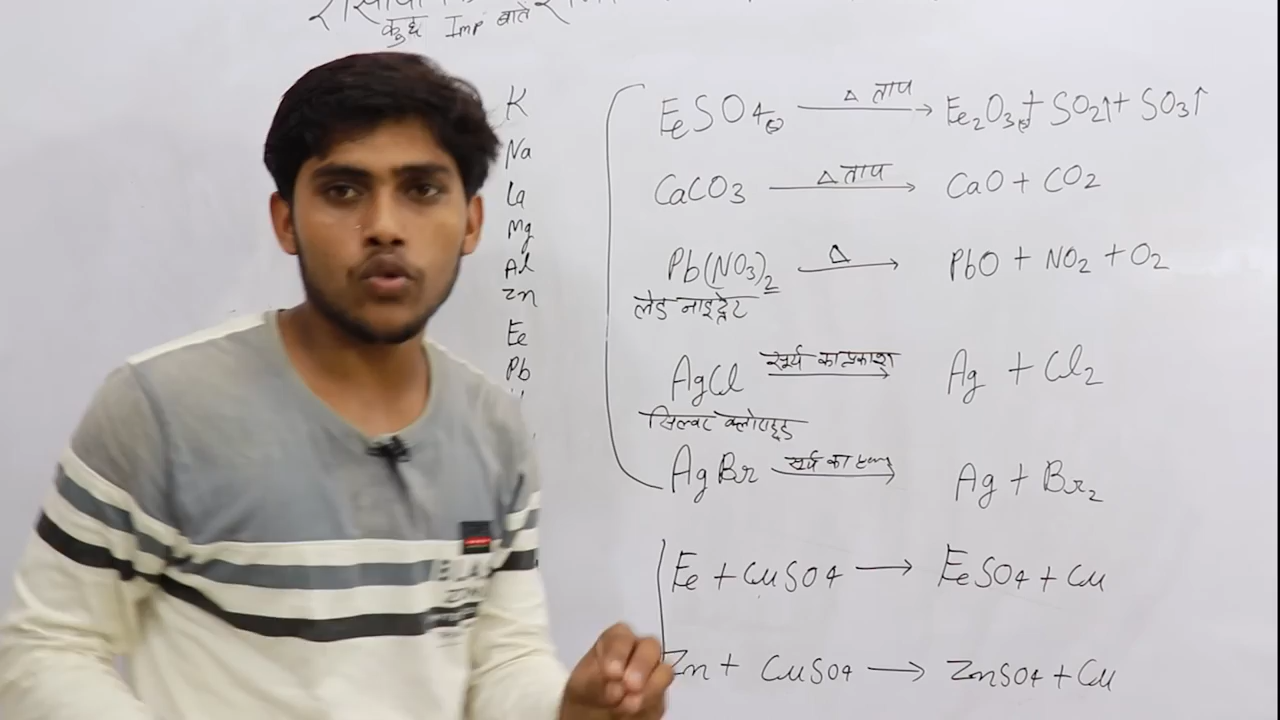 कुछ Imp बातें
K
Na
Ca
Mg
Al
Zn
Fe
Pb
FeSO4(s) Δ ताप → Fe2O3(s) + SO2↑ + SO3↑
CaCO3 Δ ताप → CaO + CO2
Pb(NO3)2 Δ → PbO + NO2 + O2
लेड नाइट्रेट
AgCl सूर्य का प्रकाश → Ag + Cl2
सिल्वर क्लोराइड
AgBr सूर्य का → Ag + Br2
Fe + CuSO4 → FeSO4 + Cu
Zn + CuSO4 → ZnSO4 + Cu